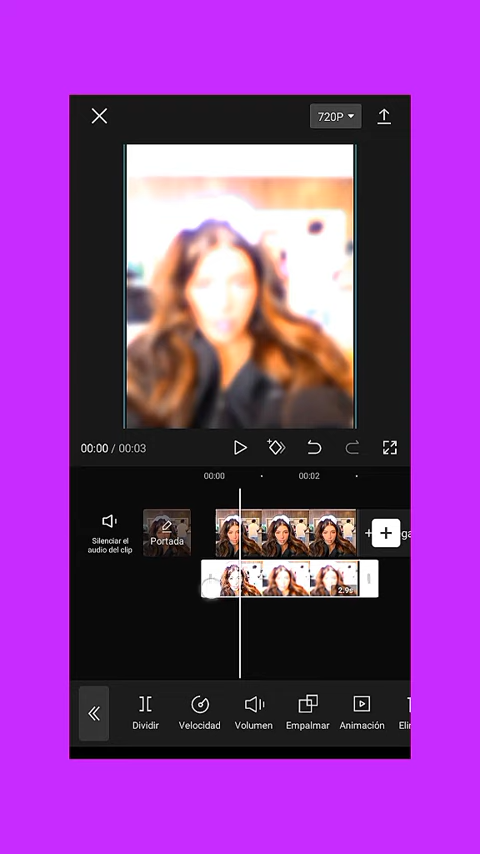 720P
00:00 / 00:03
00:00
00:02
Silenciar el
audio del clip
Portada
2.9s
Dividir
Velocidad
Volumen
Empalmar
Animación